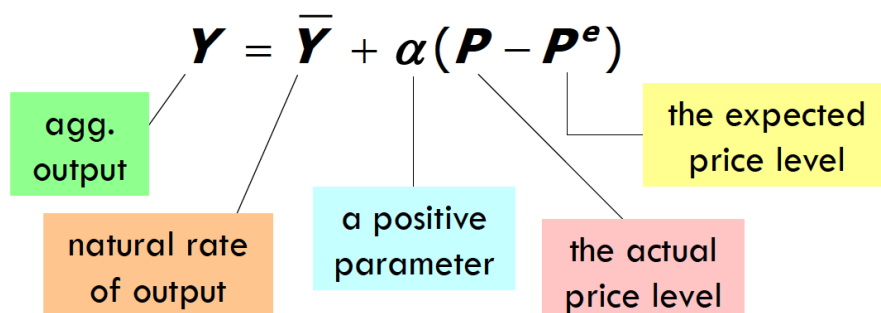 Y = Y̅ + α(P − Pᵉ)
agg.
output
the expected
price level
natural rate
of output
a positive
parameter
the actual
price level